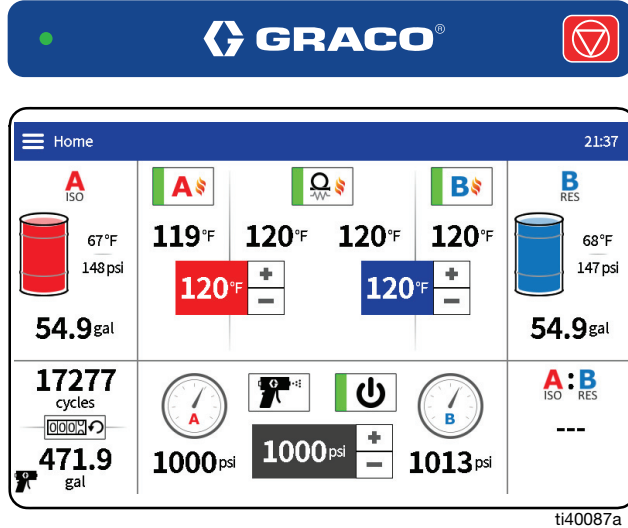 GRACO®
Home 21:37
A
ISO
67°F
148 psi
54.9 gal
A
Ω
B
119°F 120°F 120°F 120°F
120°F + −
120°F + −
B
RES
68°F
147 psi
54.9 gal
17277
cycles
000
471.9
gal
A
1000 psi
1000 psi + −
B
1013 psi
A:B
ISO RES
---
ti40087a